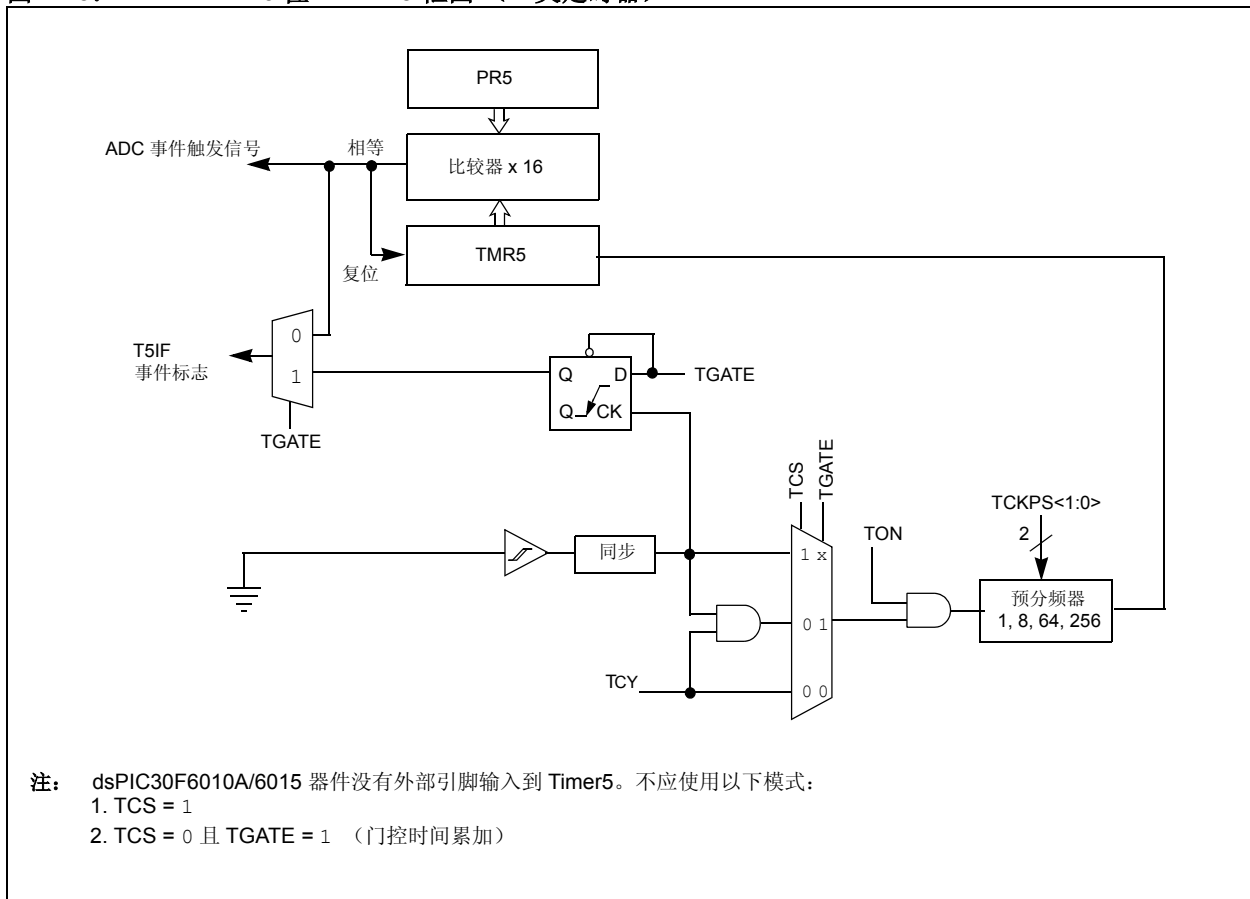 PR5
ADC 事件触发信号
相等
比较器 x 16
TMR5
复位
0
T5IF
事件标志
1
Q D
TGATE
Q CK
TGATE
TCS
TGATE
TCKPS<1:0>
TON
2
同步
1 x
预分频器
1, 8, 64, 256
0 1
TCY
0 0
注： dsPIC30F6010A/6015 器件没有外部引脚输入到 Timer5。不应使用以下模式：
1. TCS = 1
2. TCS = 0 且 TGATE = 1 （门控时间累加）